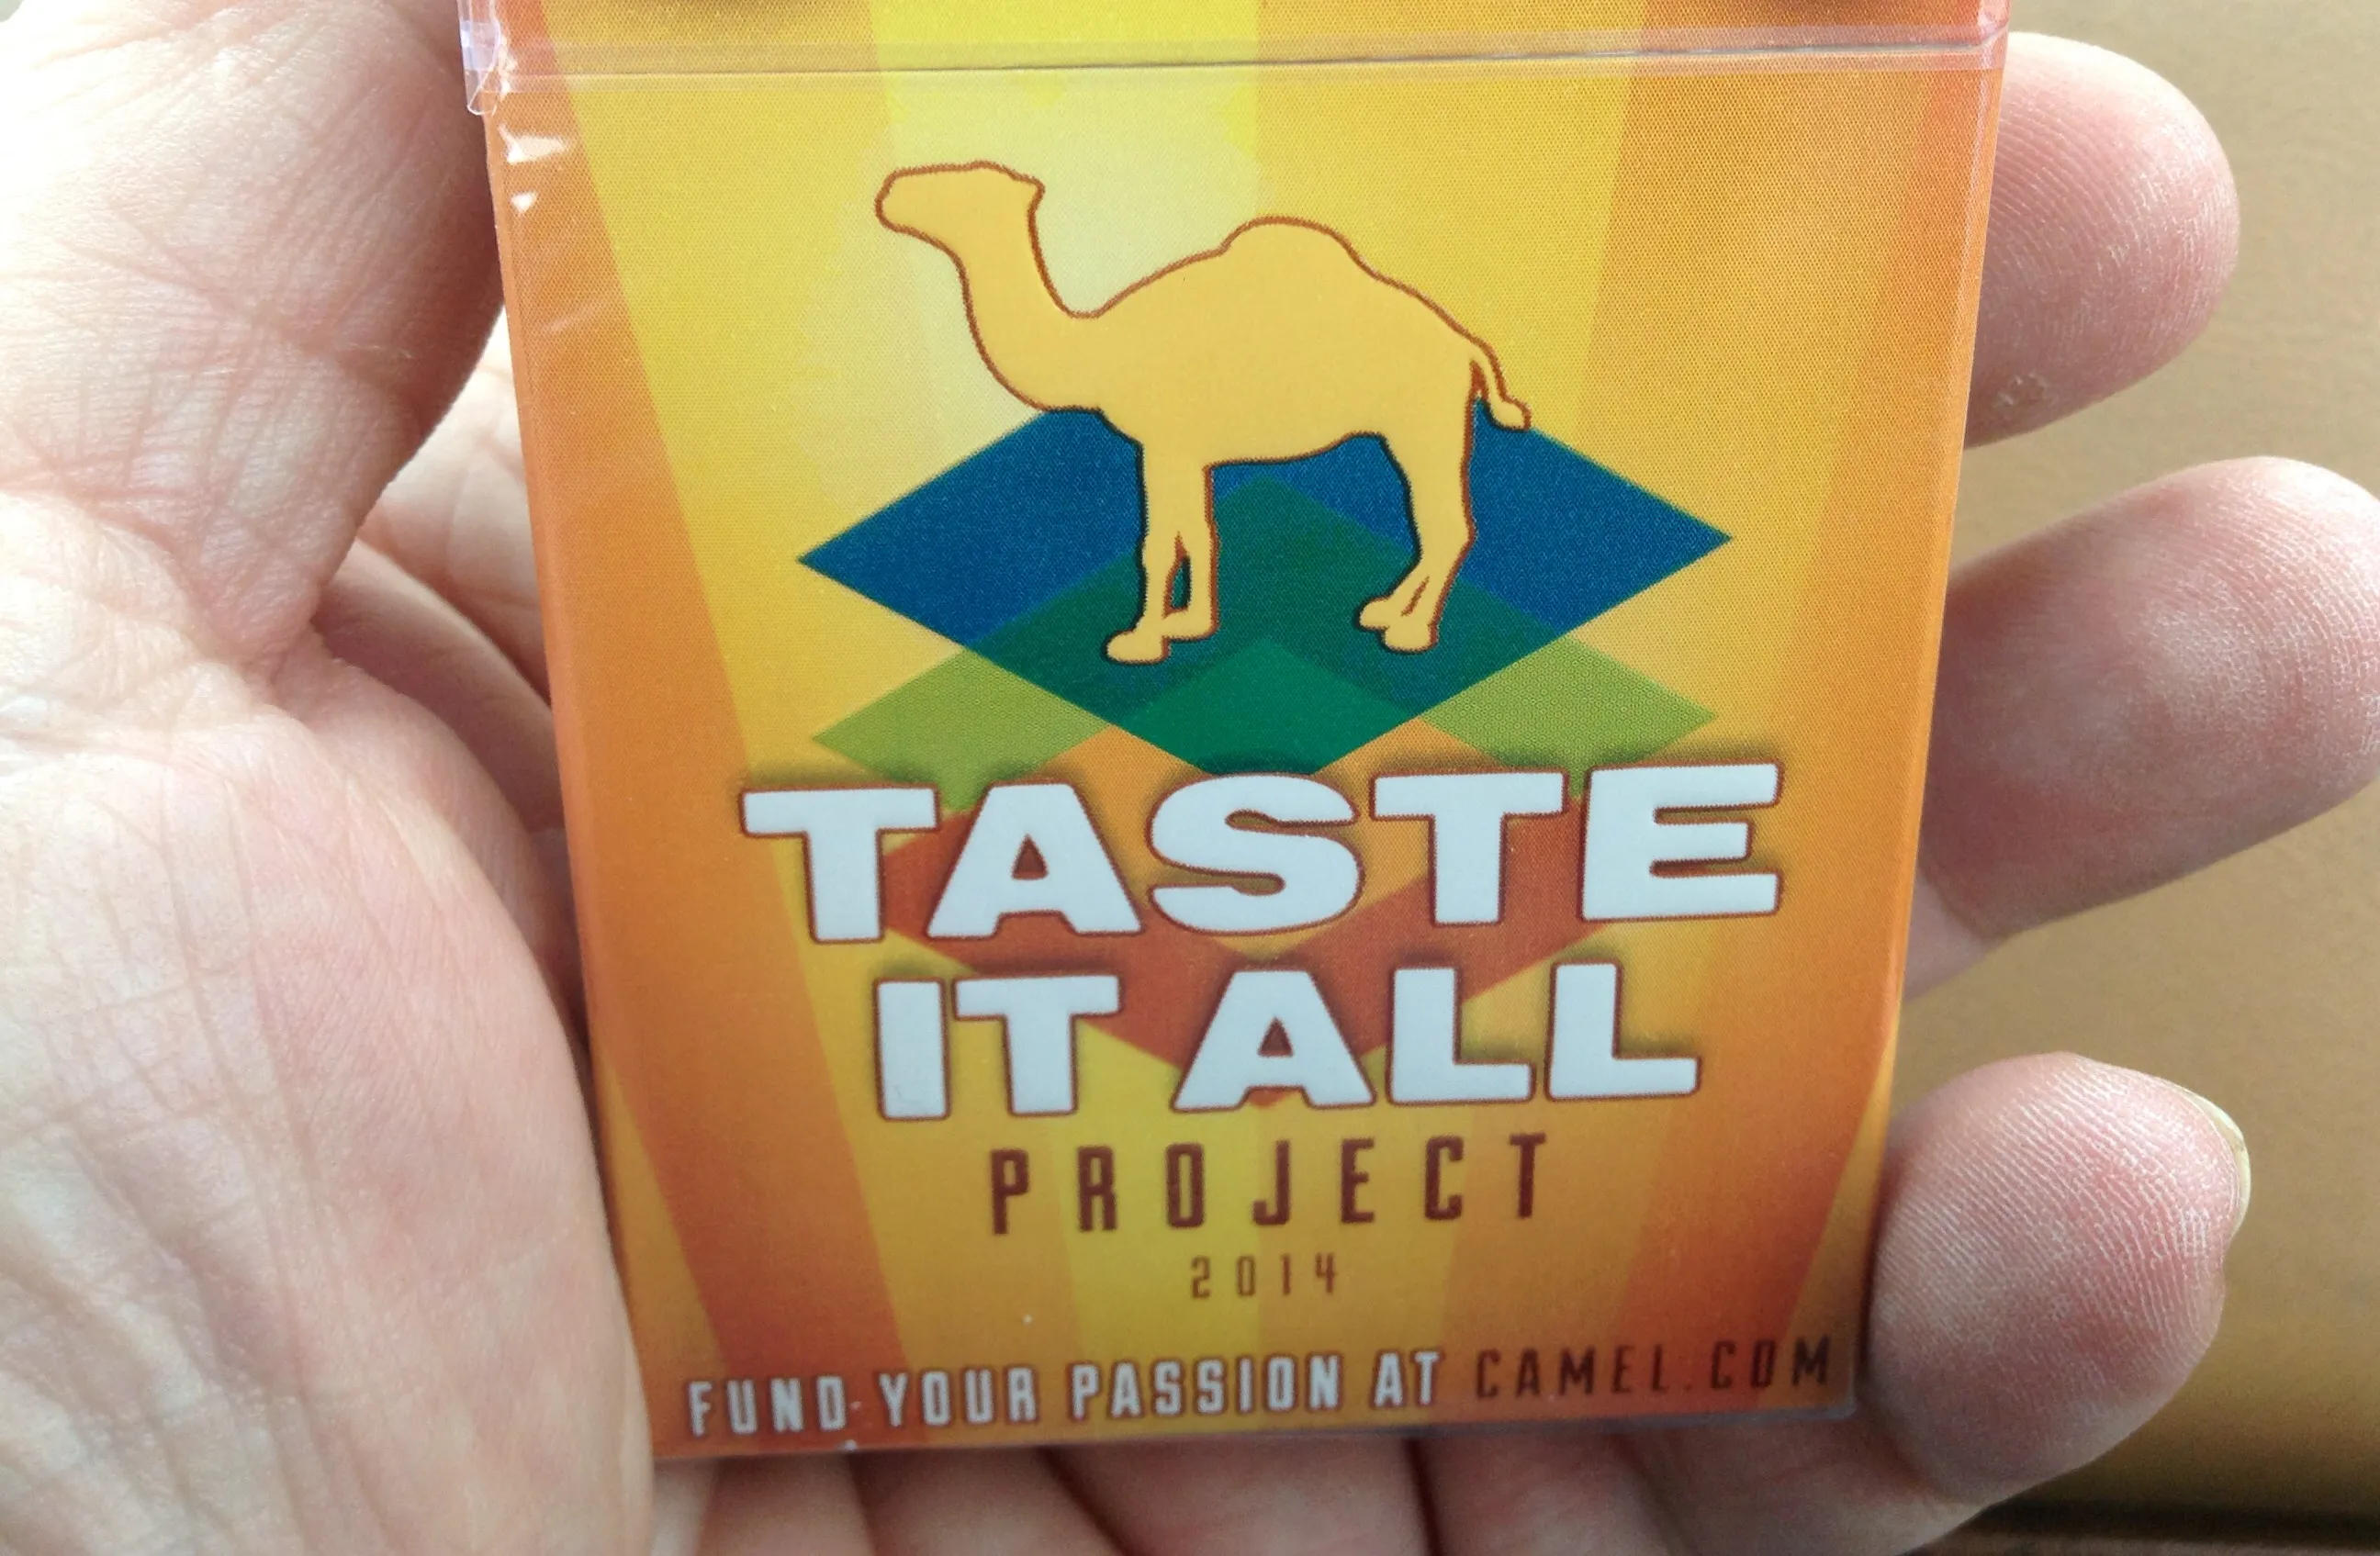 TASTE
IT ALL
PROJECT
2014
FUND YOUR PASSION AT CAMEL.COM